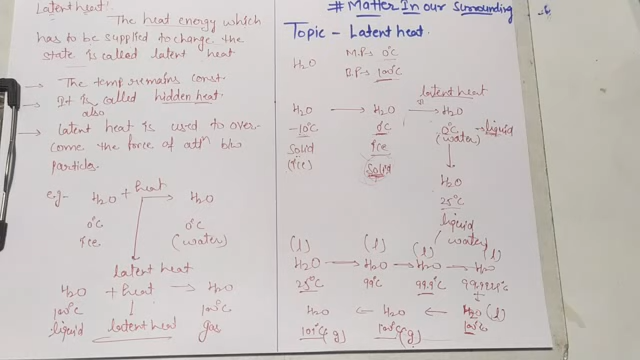 Latent heat:
The heat energy which
has to be supplied to change the
state is called latent heat
→ The temp remains const.
→ It is called hidden heat.
also
→ Latent heat is used to over-
come the force of attⁿ b/w
particles.
e.g- H₂O + heat → H₂O
0°C 0°C
Ice (water)
latent heat
H₂O + heat → H₂O
100°C 100°C
liquid latent heat gas
# Matter In our Surrounding
Topic - Latent heat.
H₂O M.P → 0°C
B.P → 100°C
latent heat
H₂O → H₂O → H₂O
-10°C 0°C 0°C → liquid
Solid Ice (water)
(Ice) Solid
H₂O
25°C
liquid
water
(l) (l) (l) (l)
H₂O → H₂O → H₂O → H₂O
25°C 99°C 99.9°C
H₂O ← H₂O ← H₂O (l)
101°C(g) 100°C(g) 100°C